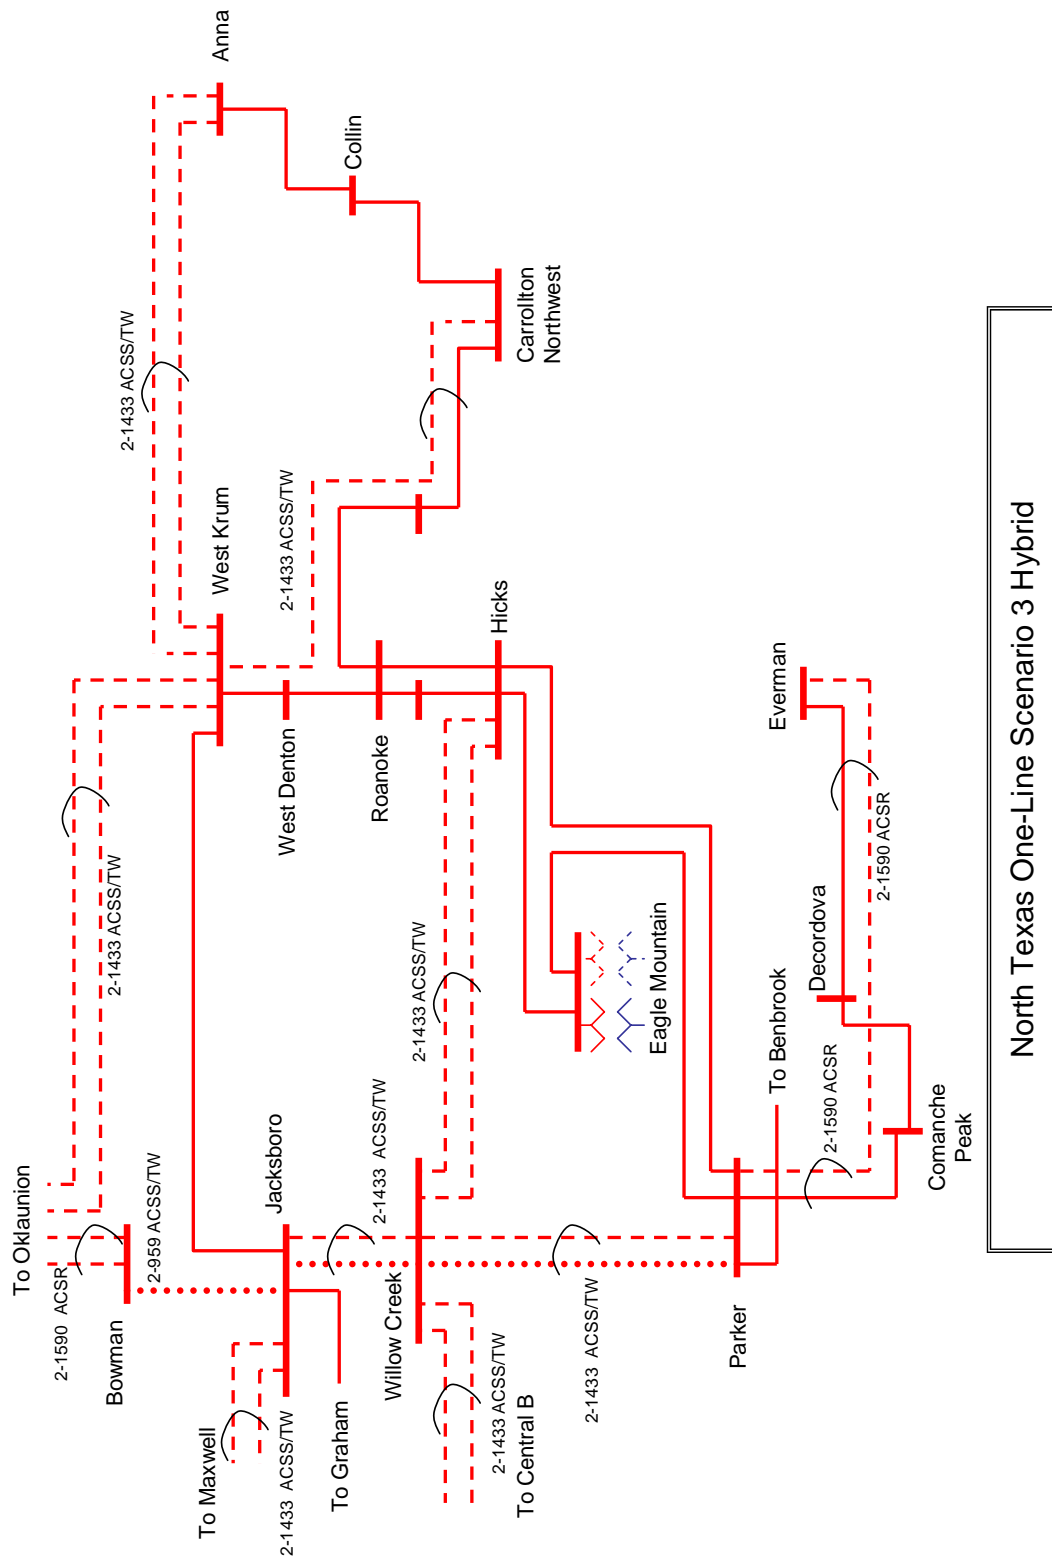 To Oklaunion
2-1590  ACSR
Bowman
2-959 ACSS/TW
2-1433 ACSS/TW
West Krum
2-1433 ACSS/TW
Anna
To Maxwell
2-1433  ACSS/TW
Jacksboro
To Graham
West Denton
2-1433 ACSS/TW
Collin
2-1433  ACSS/TW
Willow Creek
Roanoke
2-1433 ACSS/TW
Hicks
Carrollton
Northwest
2-1433 ACSS/TW
To Central B
2-1433  ACSS/TW
Eagle Mountain
Parker
To Benbrook
Everman
Decordova
2-1590 ACSR
2-1590 ACSR
Comanche
Peak
North Texas One-Line Scenario 3 Hybrid